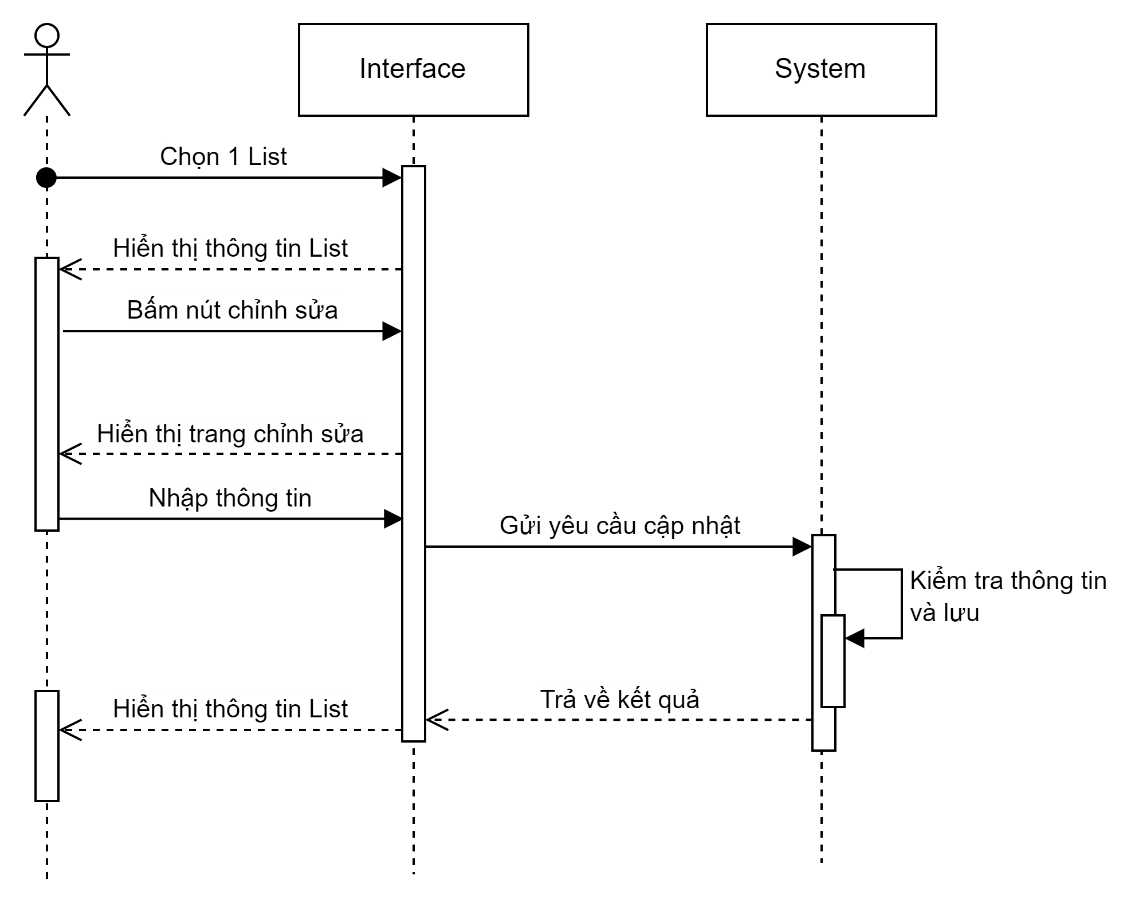 Interface
System
Chọn 1 List
Hiển thị thông tin List
Bấm nút chỉnh sửa
Hiển thị trang chỉnh sửa
Nhập thông tin
Gửi yêu cầu cập nhật
Kiểm tra thông tin
và lưu
Trả về kết quả
Hiển thị thông tin List